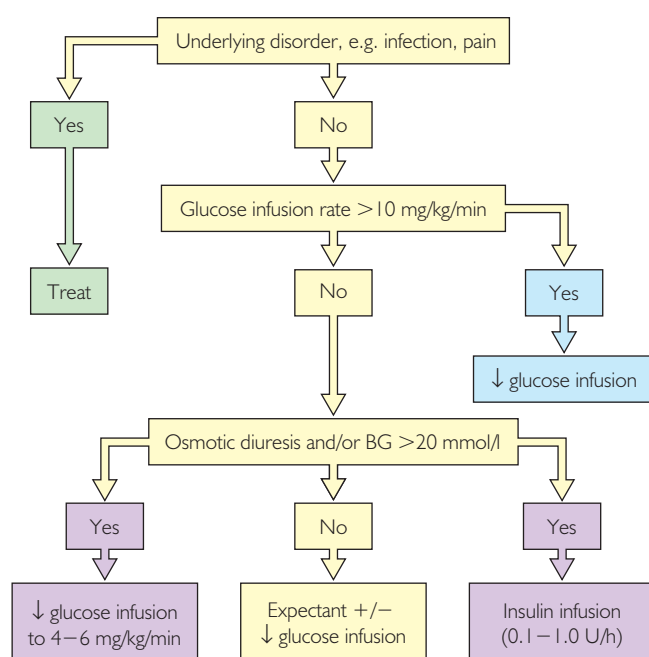 Underlying disorder, e.g. infection, pain
Yes
No
Glucose infusion rate >10 mg/kg/min
Treat
No
Yes
↓ glucose infusion
Osmotic diuresis and/or BG >20 mmol/l
Yes
No
Yes
↓ glucose infusion
to 4–6 mg/kg/min
Expectant +/−
↓ glucose infusion
Insulin infusion
(0.1–1.0 U/h)